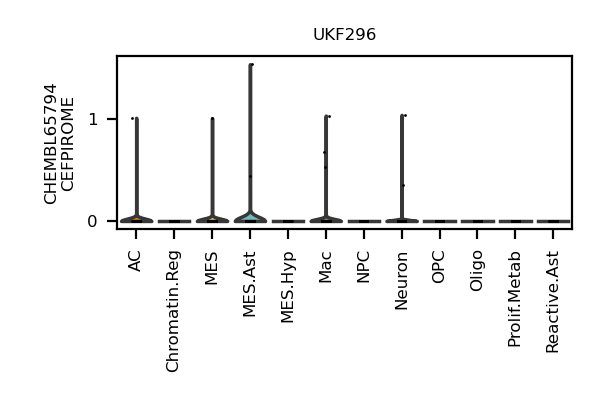 UKF296
CHEMBL65794
CEFPIROME
1
0
AC
Chromatin.Reg
MES
MES.Ast
MES.Hyp
Mac
NPC
Neuron
OPC
Oligo
Prolif.Metab
Reactive.Ast